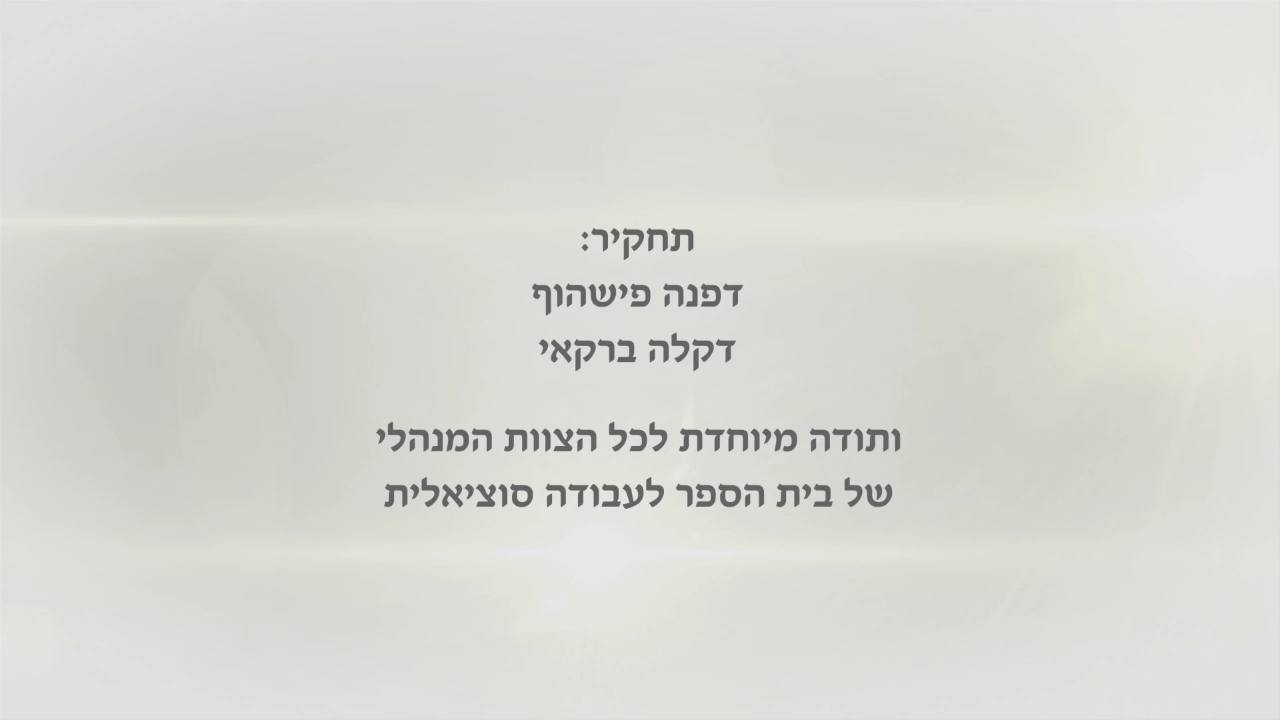 תחקיר:
דפנה פישהוף
דקלה ברקאי
ותודה מיוחדת לכל הצוות המנהלי
של בית הספר לעבודה סוציאלית